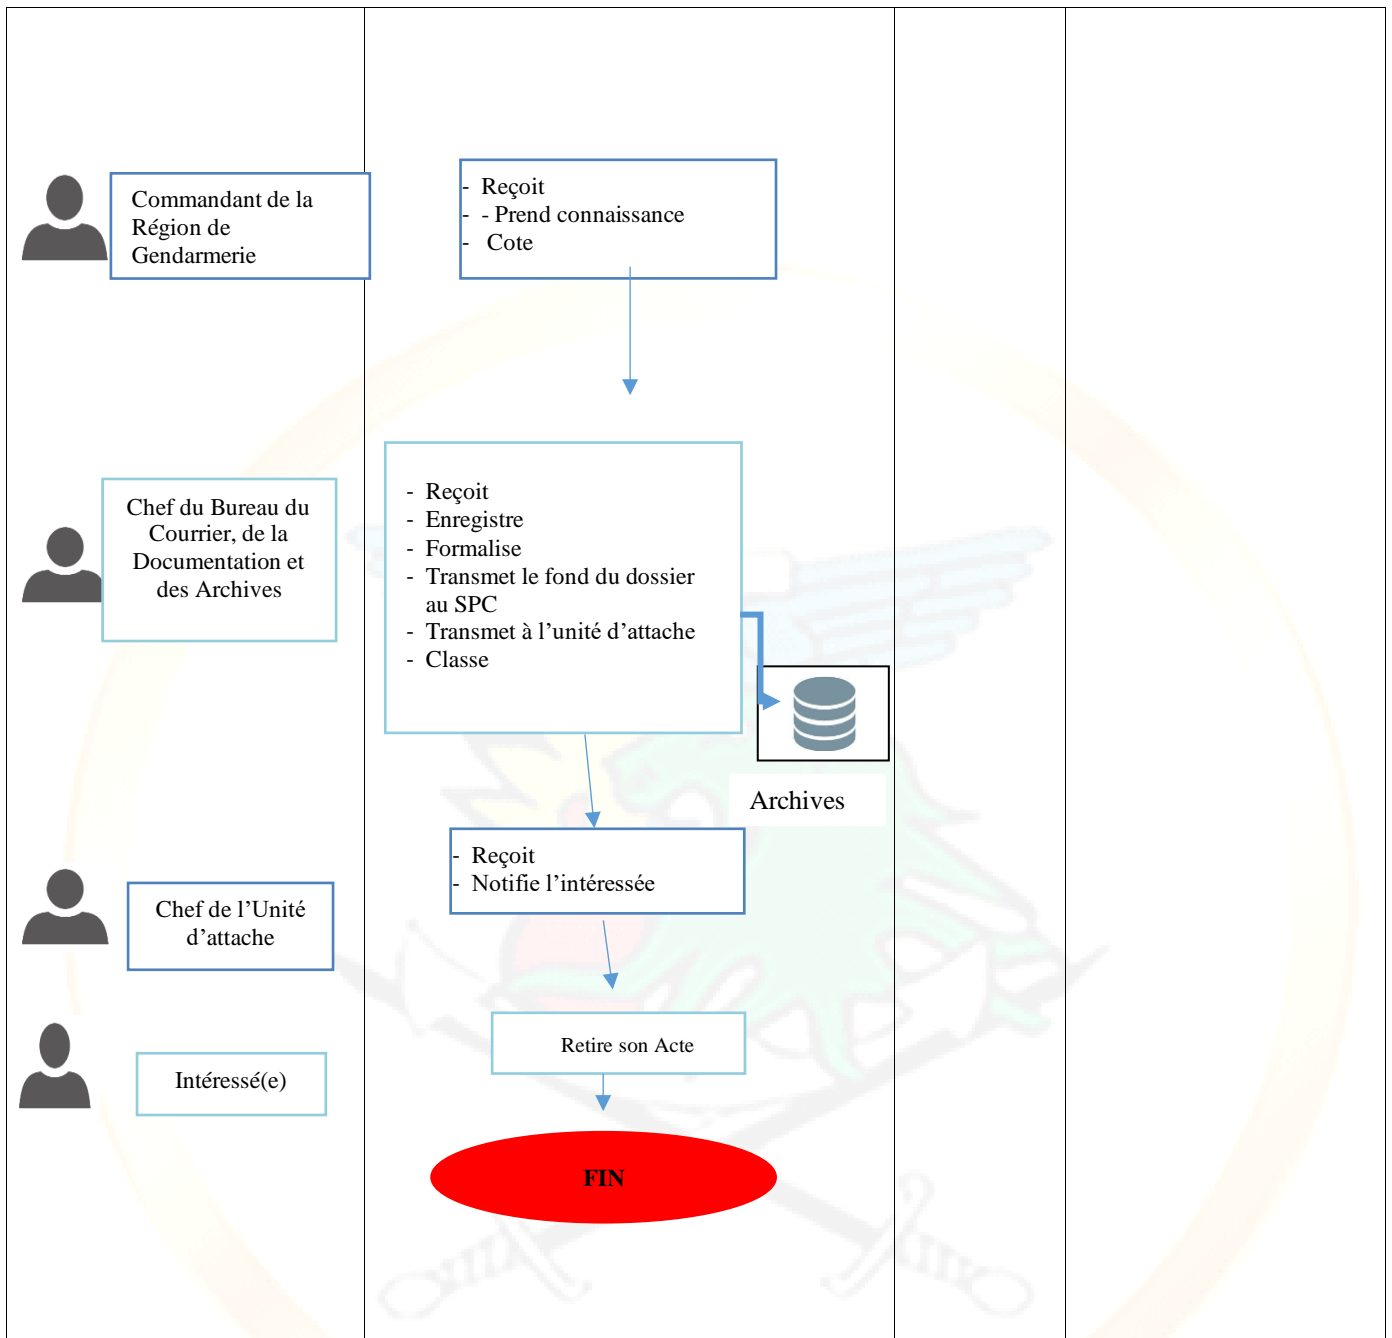 Commandant de la
Région de
Gendarmerie
- Reçoit
- - Prend connaissance
- Cote
Chef du Bureau du
Courrier, de la
Documentation et
des Archives
- Reçoit
- Enregistre
- Formalise
- Transmet le fond du dossier
au SPC
- Transmet à l’unité d’attache
- Classe
Archives
- Reçoit
- Notifie l’intéressée
Chef de l’Unité
d’attache
Retire son Acte
Intéressé(e)
FIN